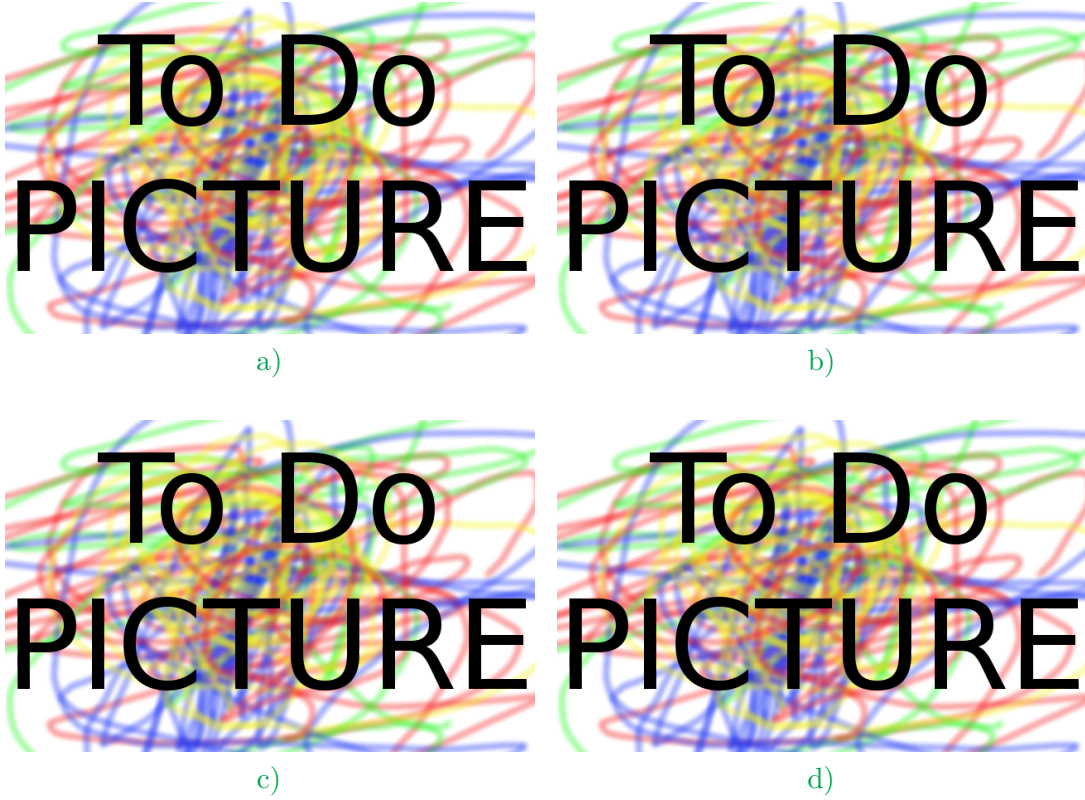 To Do
PICTURE
a)
To Do
PICTURE
b)
To Do
PICTURE
c)
To Do
PICTURE
d)